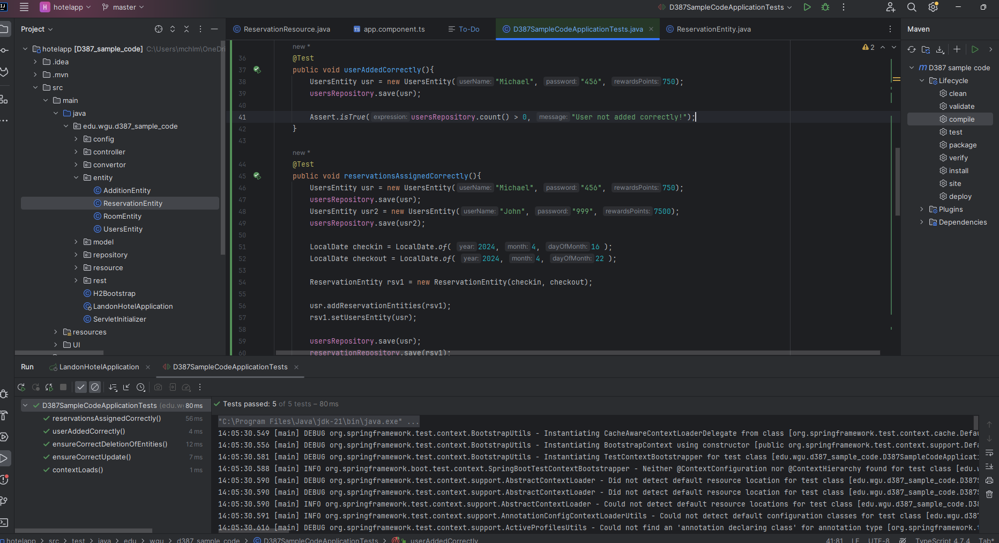 H hotelapp master D387SampleCodeApplicationTests
Project
hotelapp [D387_sample_code] C:\Users\mchlm\OneDri
.idea
.mvn
src
main
java
edu.wgu.d387_sample_code
config
controller
convertor
entity
AdditionEntity
ReservationEntity
RoomEntity
UsersEntity
model
repository
resource
rest
H2Bootstrap
LandonHotelApplication
ServletInitializer
resources
UI
ReservationResource.java TS app.component.ts To-Do D387SampleCodeApplicationTests.java ReservationEntity.java
2
new *
36 @Test
37 public void userAddedCorrectly(){
38 UsersEntity usr = new UsersEntity( userName: "Michael", password: "456", rewardsPoints: 750);
39 usersRepository.save(usr);
40
41 Assert.isTrue( expression: usersRepository.count() > 0, message: "User not added correctly!");
42 }
43
new *
44 @Test
45 public void reservationsAssignedCorrectly(){
46 UsersEntity usr = new UsersEntity( userName: "Michael", password: "456", rewardsPoints: 750);
47 usersRepository.save(usr);
48 UsersEntity usr2 = new UsersEntity( userName: "John", password: "999", rewardsPoints: 7500);
49 usersRepository.save(usr2);
50
51 LocalDate checkin = LocalDate.of( year: 2024, month: 4, dayOfMonth: 16 );
52 LocalDate checkout = LocalDate.of( year: 2024, month: 4, dayOfMonth: 22 );
53
54 ReservationEntity rsv1 = new ReservationEntity(checkin, checkout);
55
56 usr.addReservationEntities(rsv1);
57 rsv1.setUsersEntity(usr);
58
59 usersRepository.save(usr);
60 reservationRepository.save(rsv1);
Maven
m D387 sample code
Lifecycle
clean
validate
compile
test
package
verify
install
site
deploy
Plugins
Dependencies
Run LandonHotelApplication D387SampleCodeApplicationTests
D387SampleCodeApplicationTests (edu.w 80 ms
reservationsAssignedCorrectly() 56 ms
userAddedCorrectly() 4 ms
ensureCorrectDeletionOfEntities() 12 ms
ensureCorrectUpdate() 7 ms
contextLoads() 1 ms
Tests passed: 5 of 5 tests – 80 ms
"C:\Program Files\Java\jdk-21\bin\java.exe" ...
14:05:30.549 [main] DEBUG org.springframework.test.context.BootstrapUtils - Instantiating CacheAwareContextLoaderDelegate from class [org.springframework.test.context.cache.Defau
14:05:30.556 [main] DEBUG org.springframework.test.context.BootstrapUtils - Instantiating BootstrapContext using constructor [public org.springframework.test.context.support.Defa
14:05:30.581 [main] DEBUG org.springframework.test.context.BootstrapUtils - Instantiating TestContextBootstrapper for test class [edu.wgu.d387_sample_code.D387SampleCodeApplicati
14:05:30.588 [main] INFO org.springframework.boot.test.context.SpringBootTestContextBootstrapper - Neither @ContextConfiguration nor @ContextHierarchy found for test class [edu.w
14:05:30.590 [main] DEBUG org.springframework.test.context.support.AbstractContextLoader - Did not detect default resource location for test class [edu.wgu.d387_sample_code.D387S
14:05:30.590 [main] DEBUG org.springframework.test.context.support.AbstractContextLoader - Did not detect default resource location for test class [edu.wgu.d387_sample_code.D387S
14:05:30.590 [main] INFO org.springframework.test.context.support.AbstractContextLoader - Could not detect default resource locations for test class [edu.wgu.d387_sample_code.D38
14:05:30.591 [main] INFO org.springframework.test.context.support.AnnotationConfigContextLoaderUtils - Could not detect default configuration classes for test class [edu.wgu.d387
14:05:30.616 [main] DEBUG org.springframework.test.context.support.ActiveProfilesUtils - Could not find an 'annotation declaring class' for annotation type [org.springframework.t
hotelapp > src > test > java > edu > wgu > d387_sample_code > D387SampleCodeApplicationTests > userAddedCorrectly 41:81 LF UTF-8 TypeScript 4.7.4 Tab*